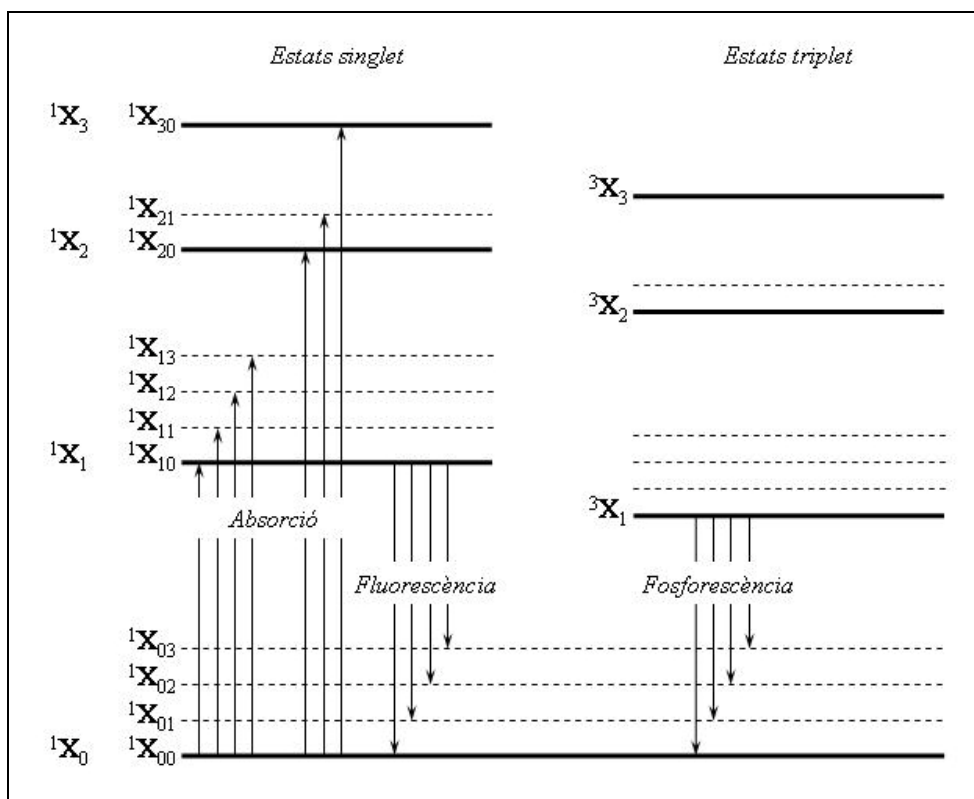 Estats singlet Estats triplet
¹X₃ ¹X₃₀
³X₃
¹X₂₁
¹X₂ ¹X₂₀
³X₂
¹X₁₃
¹X₁₂
¹X₁₁
¹X₁ ¹X₁₀
³X₁
Absorció
Fluorescència Fosforescència
¹X₀₃
¹X₀₂
¹X₀₁
¹X₀ ¹X₀₀